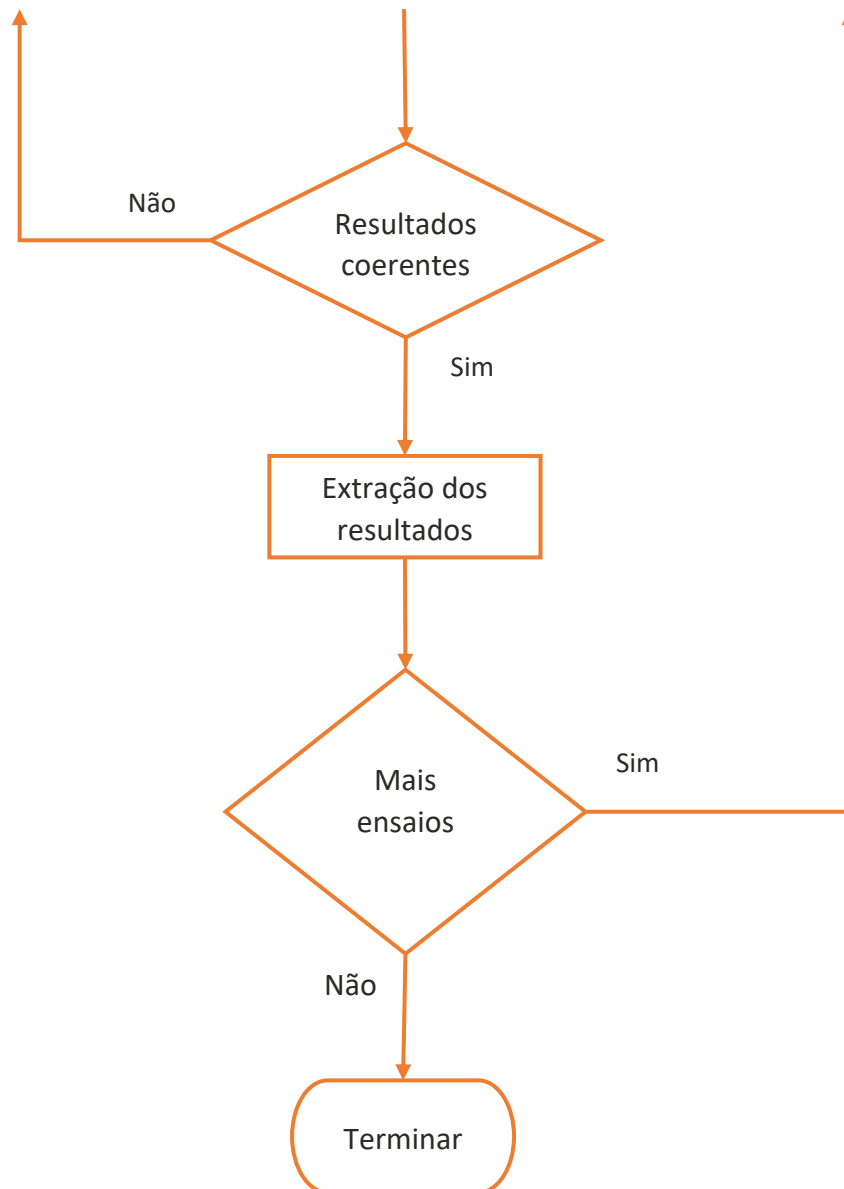 Não
Resultados
coerentes
Sim
Extração dos
resultados
Mais
ensaios
Sim
Não
Terminar